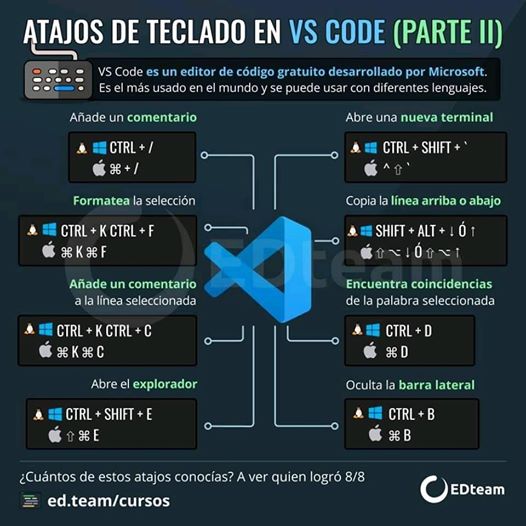 ATAJOS DE TECLADO EN VS CODE (PARTE II)
VS Code es un editor de código gratuito desarrollado por Microsoft.
Es el más usado en el mundo y se puede usar con diferentes lenguajes.
Añade un comentario
CTRL + /
⌘ + /
Formatea la selección
CTRL + K CTRL + F
⌘ K ⌘ F
Añade un comentario
a la línea seleccionada
CTRL + K CTRL + C
⌘ K ⌘ C
Abre el explorador
CTRL + SHIFT + E
⇧ ⌘ E
Abre una nueva terminal
CTRL + SHIFT + `
^ ⇧ `
Copia la línea arriba o abajo
SHIFT + ALT + ↓ Ó ↑
⇧ ⌥ ↓ Ó ⇧ ⌥ ↑
Encuentra coincidencias
de la palabra seleccionada
CTRL + D
⌘ D
Oculta la barra lateral
CTRL + B
⌘ B
EDteam
¿Cuántos de estos atajos conocías? A ver quien logró 8/8
ed.team/cursos
EDteam